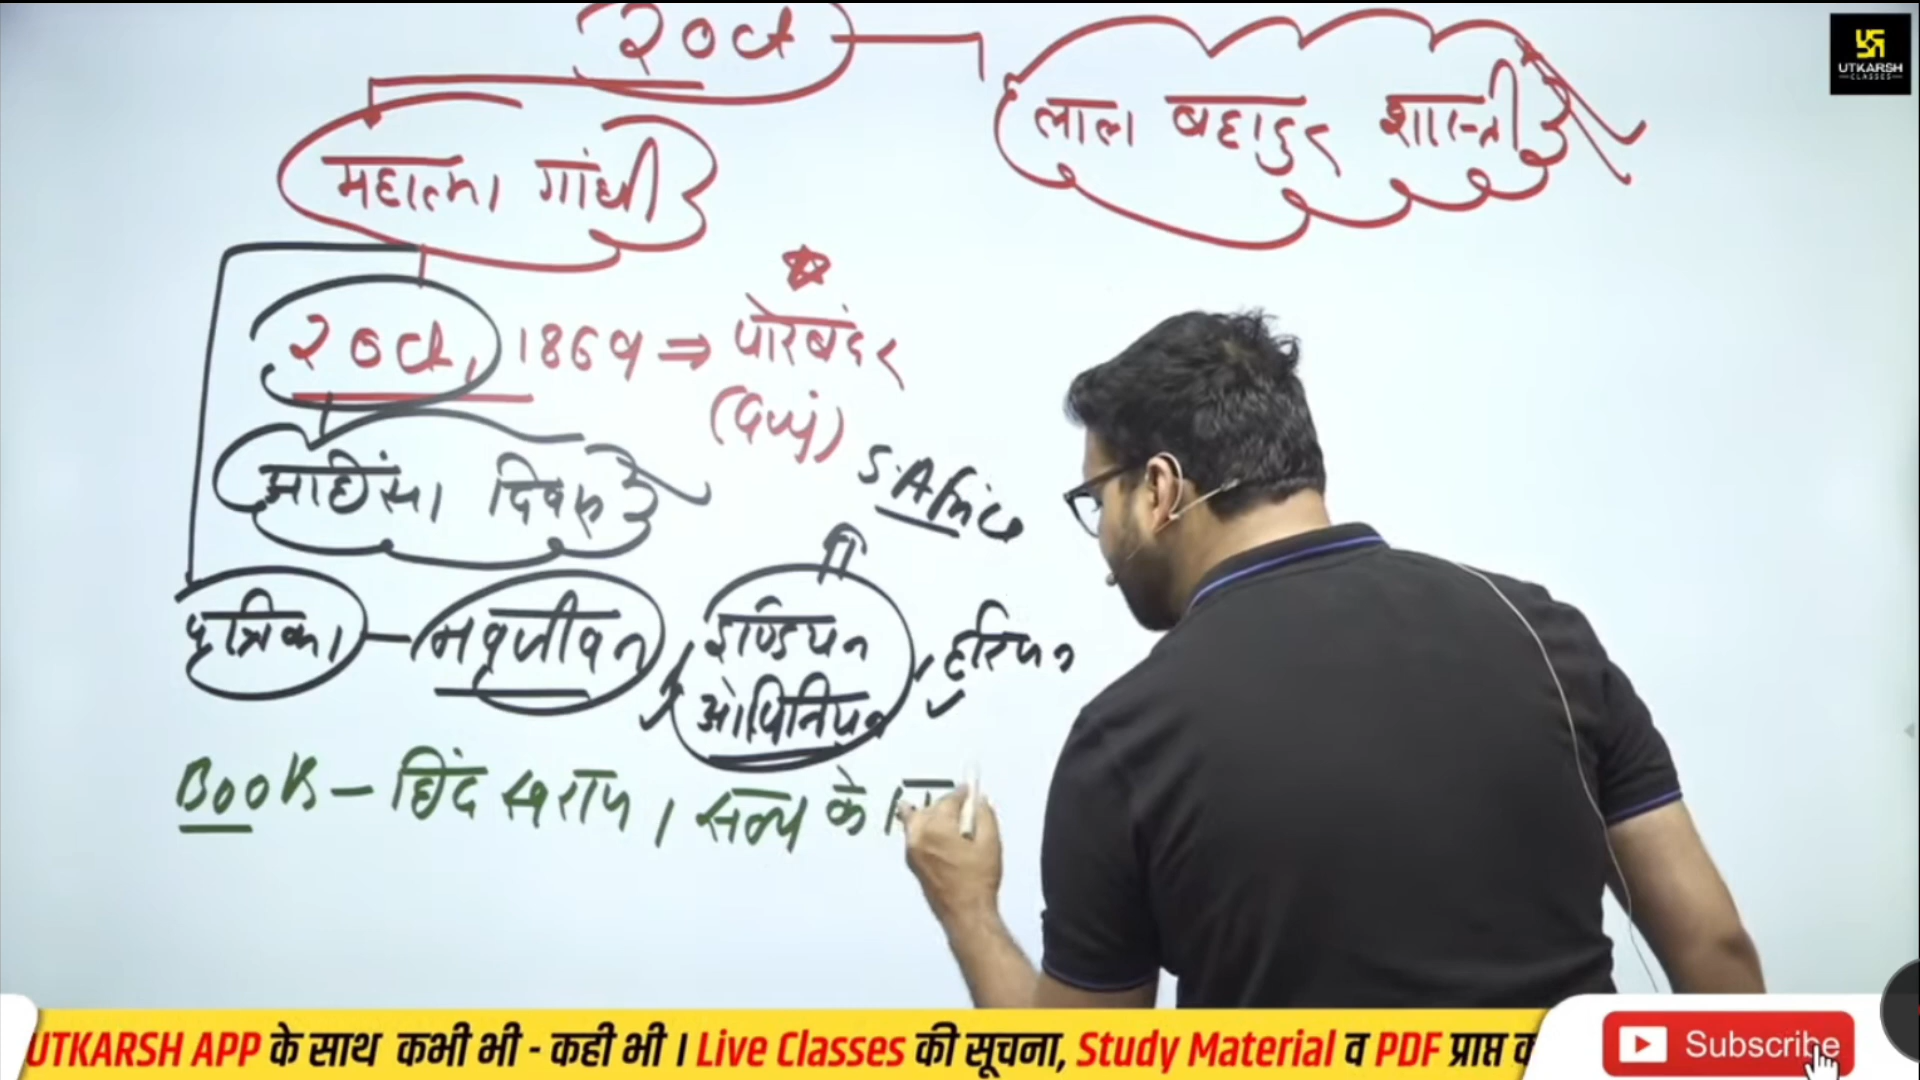 2 Oct
लाल बहादुर शास्त्री
महात्मा गांधी
2 Oct, 1869 ⇒ पोरबंदर
(Guj)
S. Africa
अहिंसा दिवस
पत्रिका - नवजीवन, इण्डियन ओपिनियन, हरिजन
Book - हिंद स्वराज, सत्य के
UTKARSH
CLASSES
UTKARSH APP के साथ कभी भी - कही भी । Live Classes की सूचना, Study Material व PDF प्राप्त
Subscribe